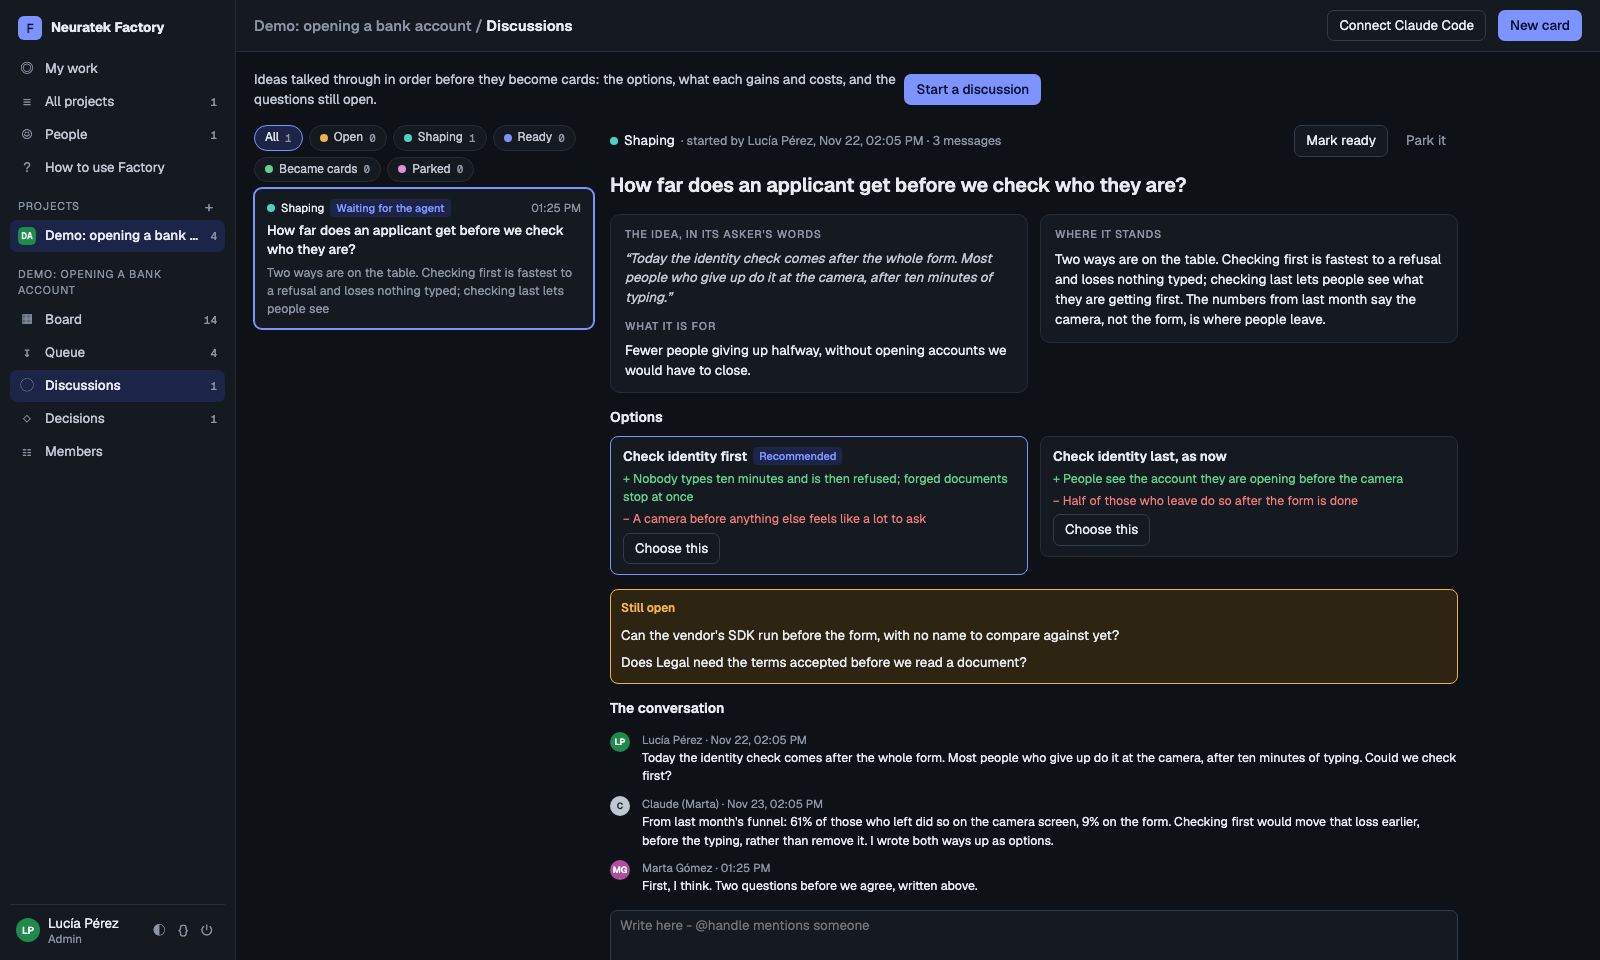 F Neuratek Factory
My work
All projects 1
People 1
? How to use Factory
PROJECTS +
DA Demo: opening a bank ... 4
DEMO: OPENING A BANK
ACCOUNT
Board 14
Queue 4
Discussions 1
Decisions 1
Members
LP Lucía Pérez
Admin
Demo: opening a bank account / Discussions
Connect Claude Code
New card
Ideas talked through in order before they become cards: the options, what each gains and costs, and the
questions still open.
Start a discussion
All 1
Open 0
Shaping 1
Ready 0
Became cards 0
Parked 0
Shaping Waiting for the agent 01:25 PM
How far does an applicant get before we check
who they are?
Two ways are on the table. Checking first is fastest to
a refusal and loses nothing typed; checking last lets
people see
Shaping · started by Lucía Pérez, Nov 22, 02:05 PM · 3 messages
Mark ready
Park it
How far does an applicant get before we check who they are?
THE IDEA, IN ITS ASKER'S WORDS
“Today the identity check comes after the whole form. Most
people who give up do it at the camera, after ten minutes of
typing.”
WHAT IT IS FOR
Fewer people giving up halfway, without opening accounts we
would have to close.
WHERE IT STANDS
Two ways are on the table. Checking first is fastest to a refusal
and loses nothing typed; checking last lets people see what
they are getting first. The numbers from last month say the
camera, not the form, is where people leave.
Options
Check identity first Recommended
+ Nobody types ten minutes and is then refused; forged documents
stop at once
– A camera before anything else feels like a lot to ask
Choose this
Check identity last, as now
+ People see the account they are opening before the camera
– Half of those who leave do so after the form is done
Choose this
Still open
Can the vendor's SDK run before the form, with no name to compare against yet?
Does Legal need the terms accepted before we read a document?
The conversation
LP Lucía Pérez · Nov 22, 02:05 PM
Today the identity check comes after the whole form. Most people who give up do it at the camera, after ten minutes of typing. Could we check
first?
C Claude (Marta) · Nov 23, 02:05 PM
From last month's funnel: 61% of those who left did so on the camera screen, 9% on the form. Checking first would move that loss earlier,
before the typing, rather than remove it. I wrote both ways up as options.
MG Marta Gómez · 01:25 PM
First, I think. Two questions before we agree, written above.
Write here - @handle mentions someone